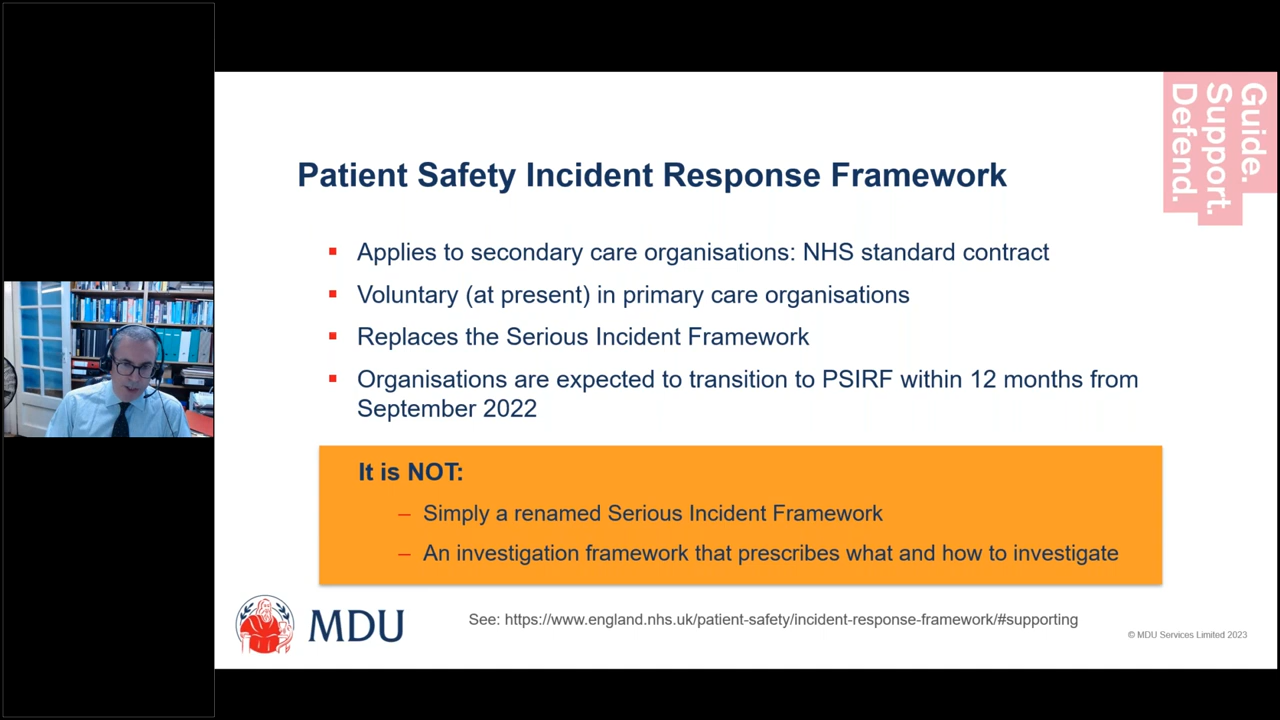 Guide.
Support.
Defend.
Patient Safety Incident Response Framework
Applies to secondary care organisations: NHS standard contract
Voluntary (at present) in primary care organisations
Replaces the Serious Incident Framework
Organisations are expected to transition to PSIRF within 12 months from
September 2022
It is NOT:
– Simply a renamed Serious Incident Framework
– An investigation framework that prescribes what and how to investigate
MDU
See: https://www.england.nhs.uk/patient-safety/incident-response-framework/#supporting
© MDU Services Limited 2023